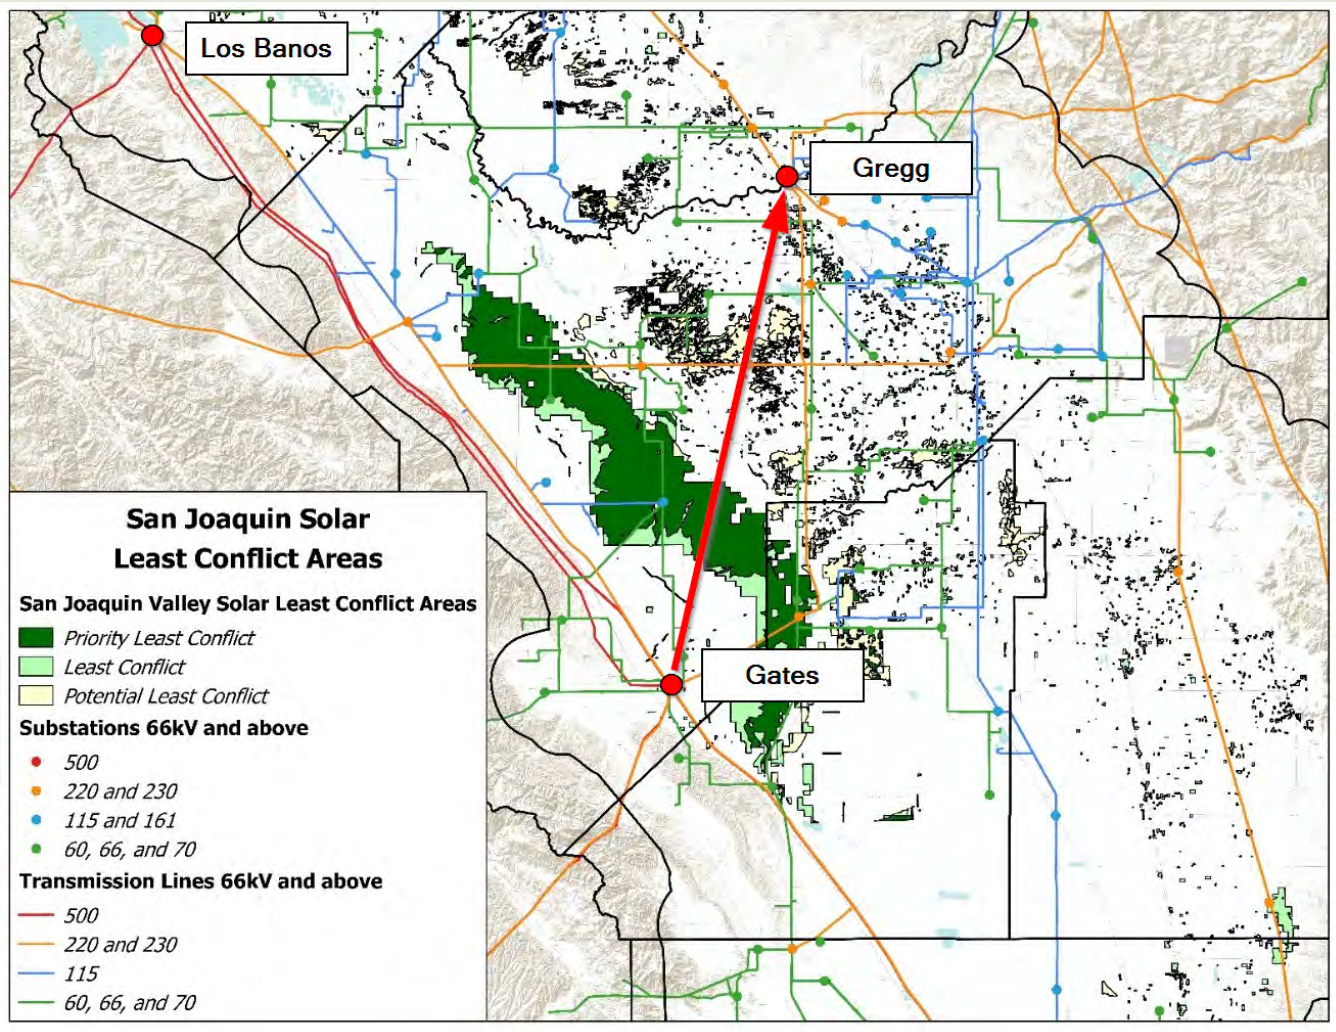 Los Banos
Gregg
Gates
San Joaquin Solar
Least Conflict Areas
San Joaquin Valley Solar Least Conflict Areas
Priority Least Conflict
Least Conflict
Potential Least Conflict
Substations 66kV and above
500
220 and 230
115 and 161
60, 66, and 70
Transmission Lines 66kV and above
500
220 and 230
115
60, 66, and 70